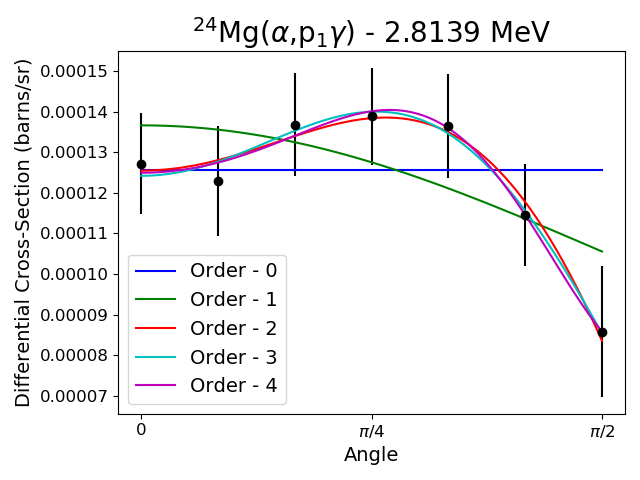 ²⁴Mg(α,p₁γ) - 2.8139 MeV
Differential Cross-Section (barns/sr)
0.00015
0.00014
0.00013
0.00012
0.00011
0.00010
0.00009
0.00008
0.00007
Order - 0
Order - 1
Order - 2
Order - 3
Order - 4
0 π/4 π/2
Angle